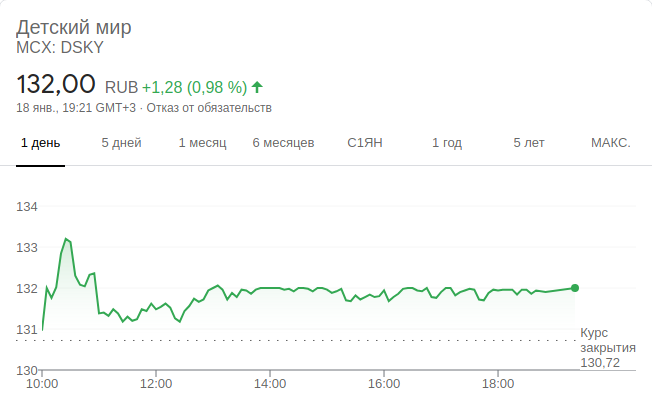 Детский мир
MCX: DSKY
132,00 RUB +1,28 (0,98 %)
18 янв., 19:21 GMT+3 · Отказ от обязательств
1 день 5 дней 1 месяц 6 месяцев С1ЯН 1 год 5 лет МАКС.
134
133
132
131
130
Курс
закрытия
130,72
10:00 12:00 14:00 16:00 18:00